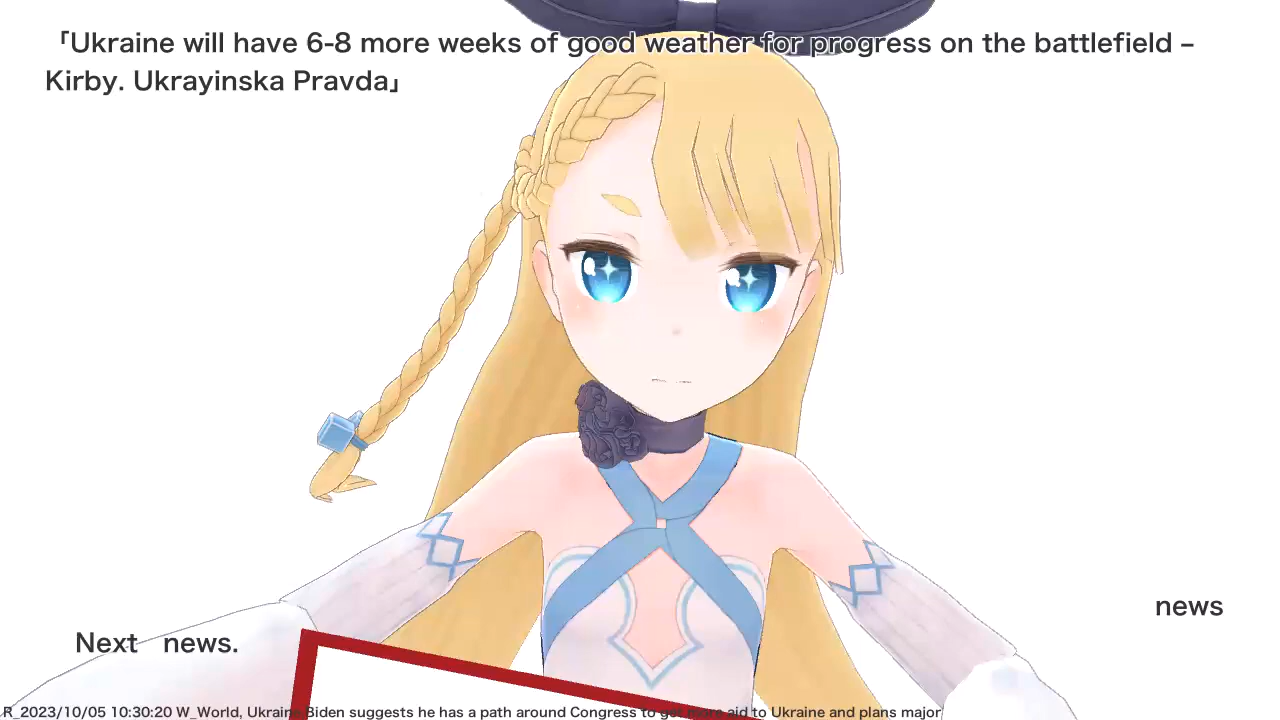 「Ukraine will have 6-8 more weeks of good weather for progress on the battlefield –
Kirby. Ukrayinska Pravda」
news
Next news.
R_2023/10/05 10:30:20 W_World, Ukraine Biden suggests he has a path around Congress to get more aid to Ukraine and plans major